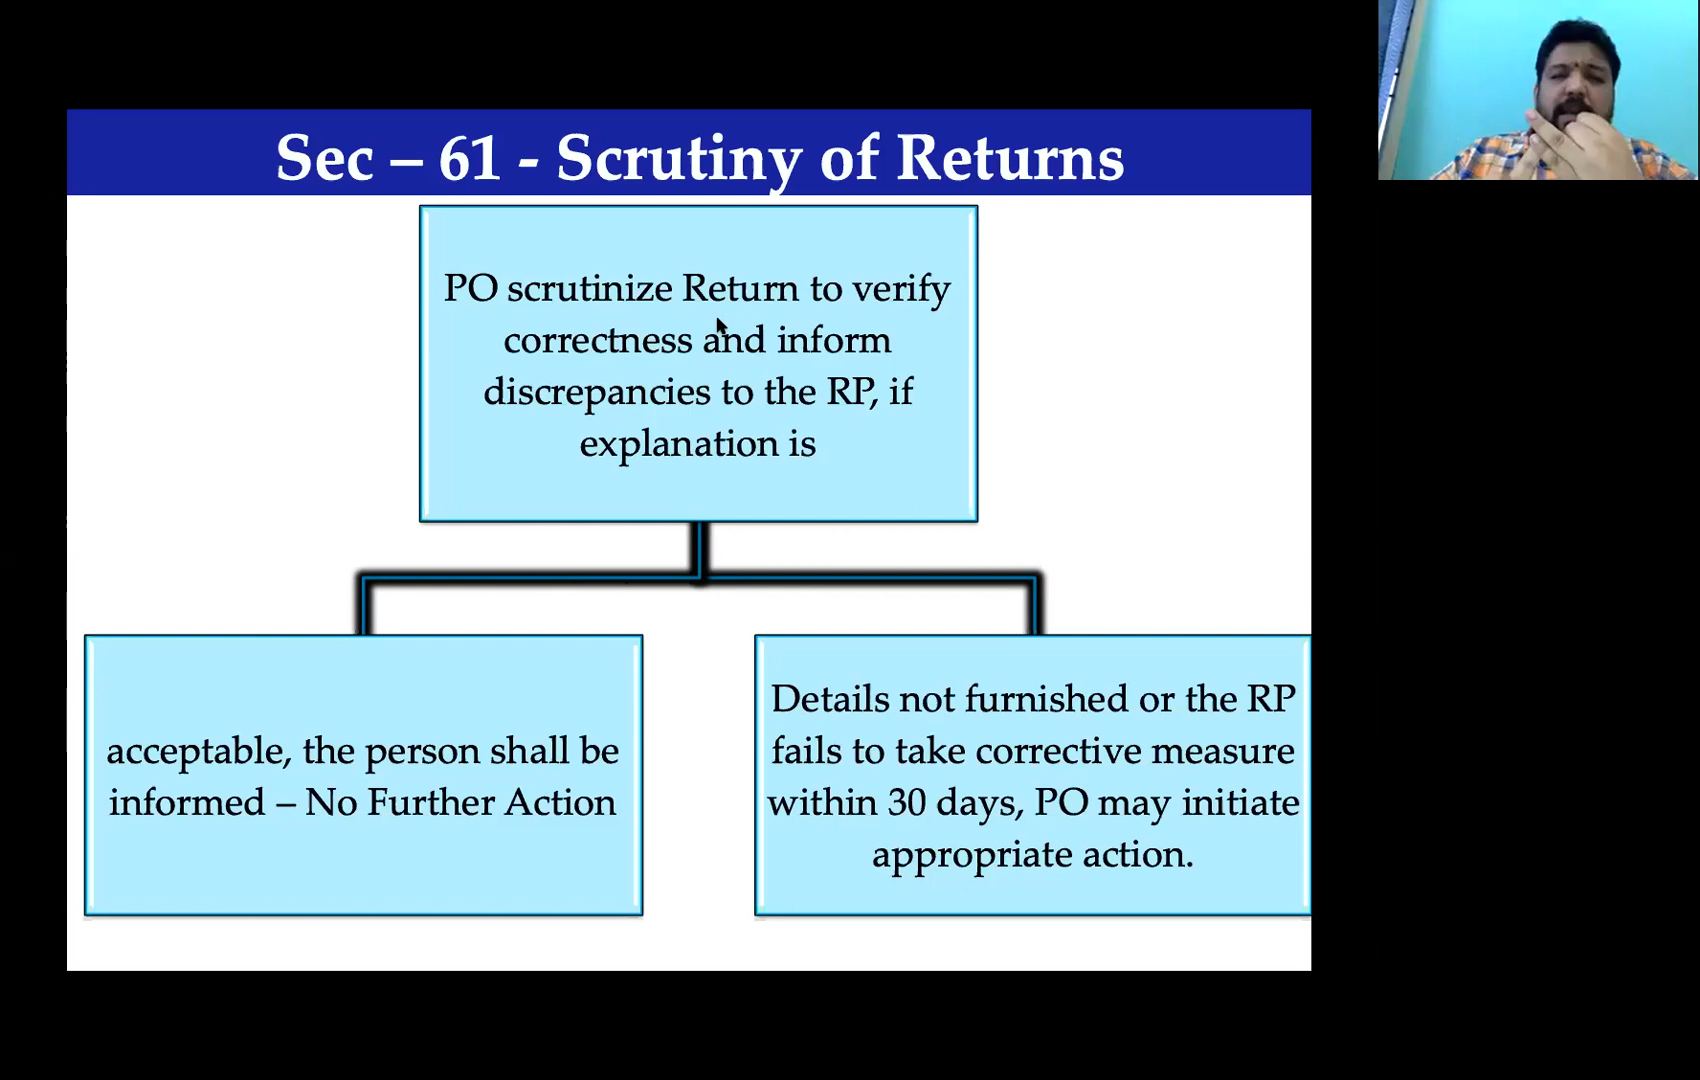 Sec – 61 - Scrutiny of Returns
PO scrutinize Return to verify
correctness and inform
discrepancies to the RP, if
explanation is
acceptable, the person shall be
informed – No Further Action
Details not furnished or the RP
fails to take corrective measure
within 30 days, PO may initiate
appropriate action.